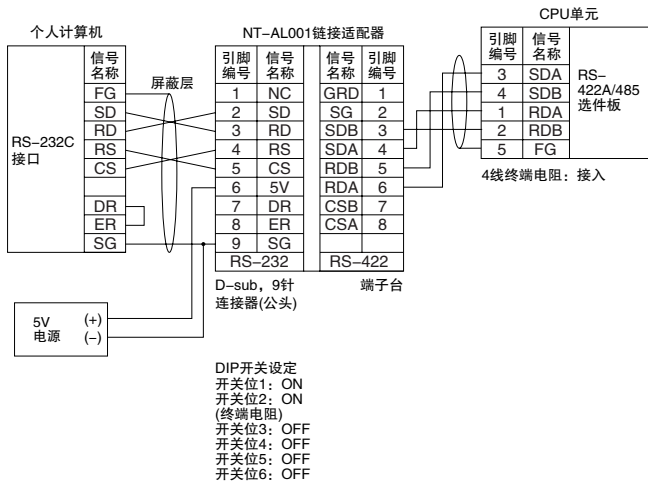 个人计算机
NT-AL001链接适配器
CPU单元
信号名称
FG
SD
RD
RS
CS
DR
ER
SG
RS-232C接口
屏蔽层
引脚编号 信号名称
1 NC
2 SD
3 RD
4 RS
5 CS
6 5V
7 DR
8 ER
9 SG
RS-232
信号名称 引脚编号
GRD 1
SG 2
SDB 3
SDA 4
RDB 5
RDA 6
CSB 7
CSA 8
RS-422
D-sub，9针
连接器(公头)
端子台
引脚编号 信号名称
3 SDA
4 SDB
1 RDA
2 RDB
5 FG
RS-
422A/485
选件板
4线终端电阻：接入
5V
电源
(+)
(-)
DIP开关设定
开关位1：ON
开关位2：ON
(终端电阻)
开关位3：OFF
开关位4：OFF
开关位5：OFF
开关位6：OFF